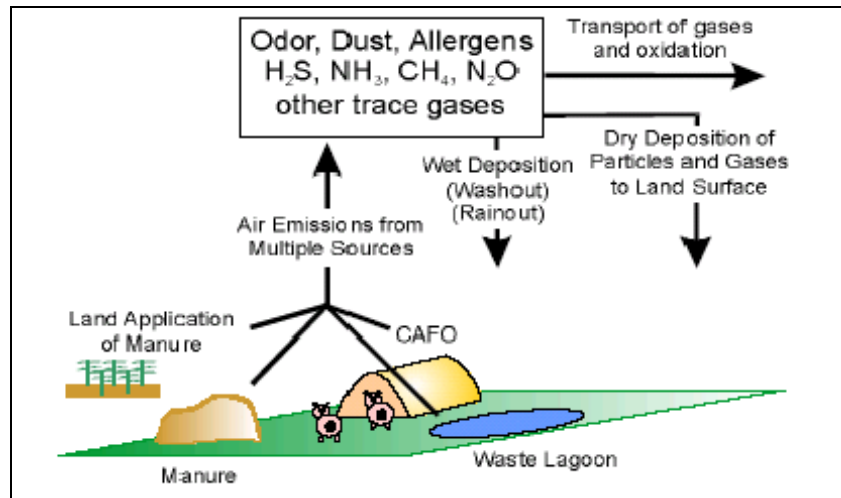 Odor, Dust, Allergens
H₂S, NH₃, CH₄, N₂O
other trace gases
Transport of gases
and oxidation
Wet Deposition
(Washout)
(Rainout)
Dry Deposition of
Particles and Gases
to Land Surface
Air Emissions from
Multiple Sources
Land Application
of Manure
CAFO
Manure
Waste Lagoon